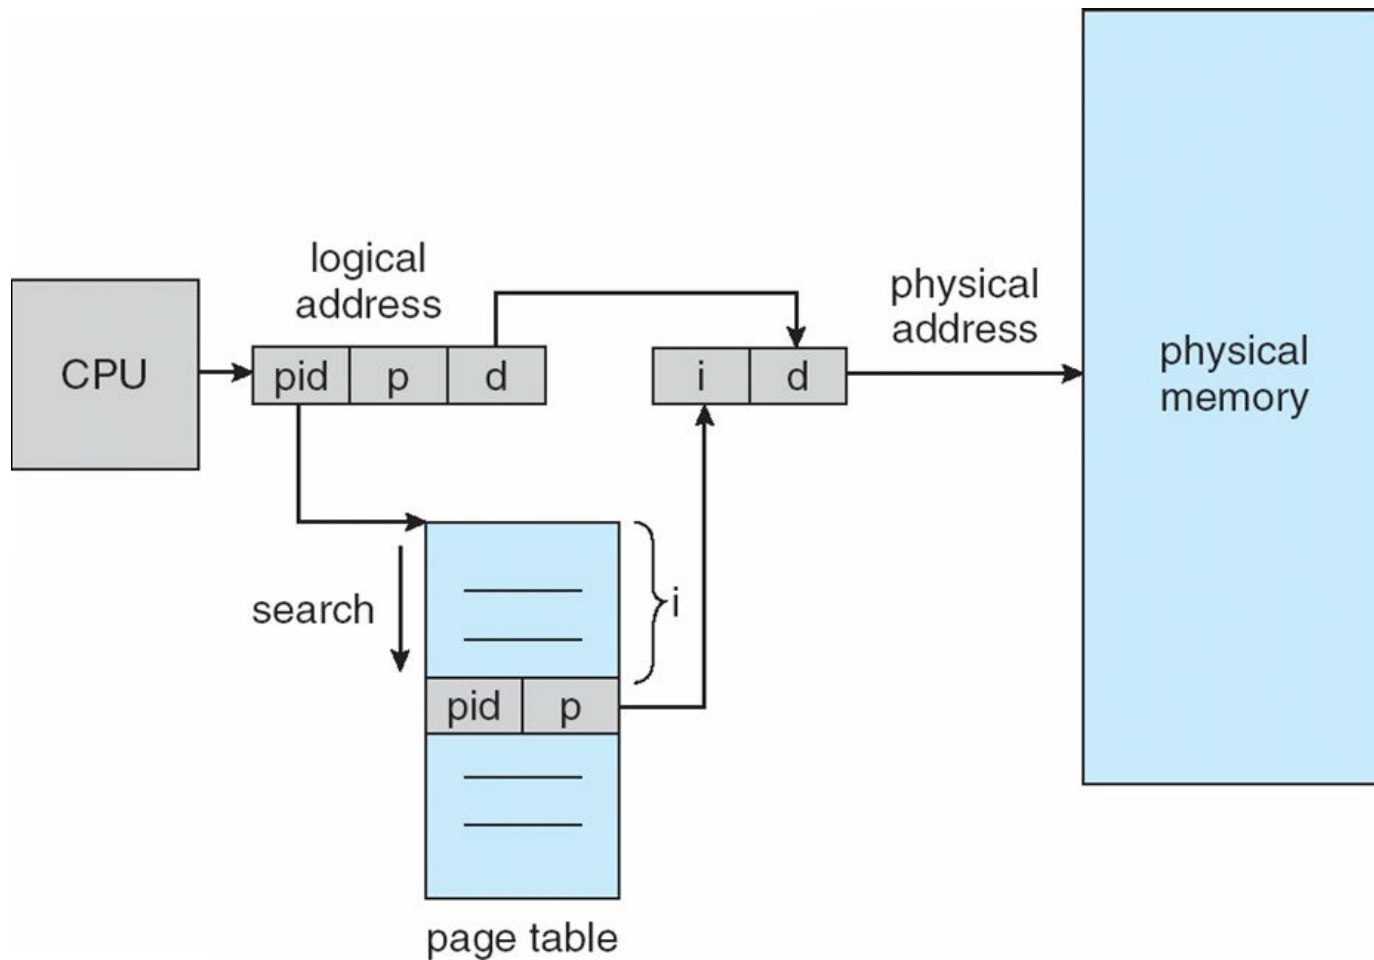 logical
address
physical
address
CPU
pid
p
d
i
d
physical
memory
search
i
pid
p
page table